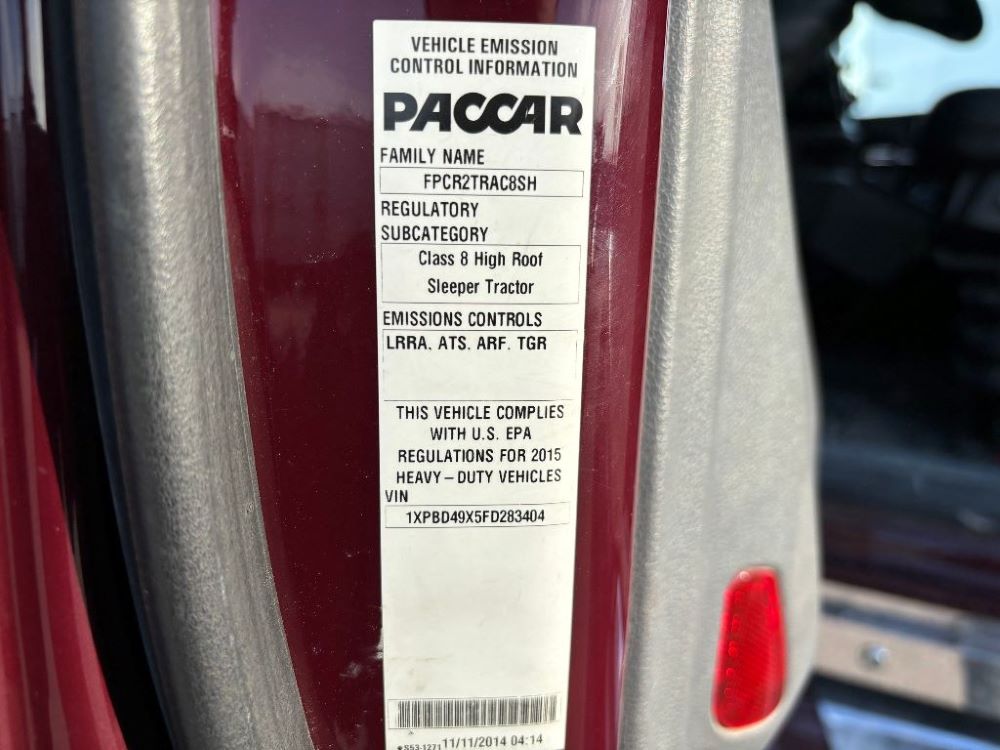 VEHICLE EMISSION
CONTROL INFORMATION
PACCAR
FAMILY NAME
FPCR2TRAC8SH
REGULATORY
SUBCATEGORY
Class 8 High Roof
Sleeper Tractor
EMISSIONS CONTROLS
LRRA. ATS. ARF. TGR
THIS VEHICLE COMPLIES
WITH U.S. EPA
REGULATIONS FOR 2015
HEAVY-DUTY VEHICLES
VIN
1XPBD49X5FD283404
S53-1271 11/11/2014 04:14